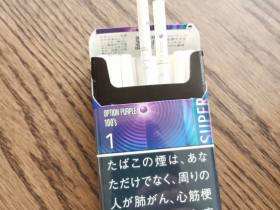 OPTION PURPLE
100's
1
SUPER
たばこの煙は、あな
ただけでなく、周りの
人が肺がん、心筋梗